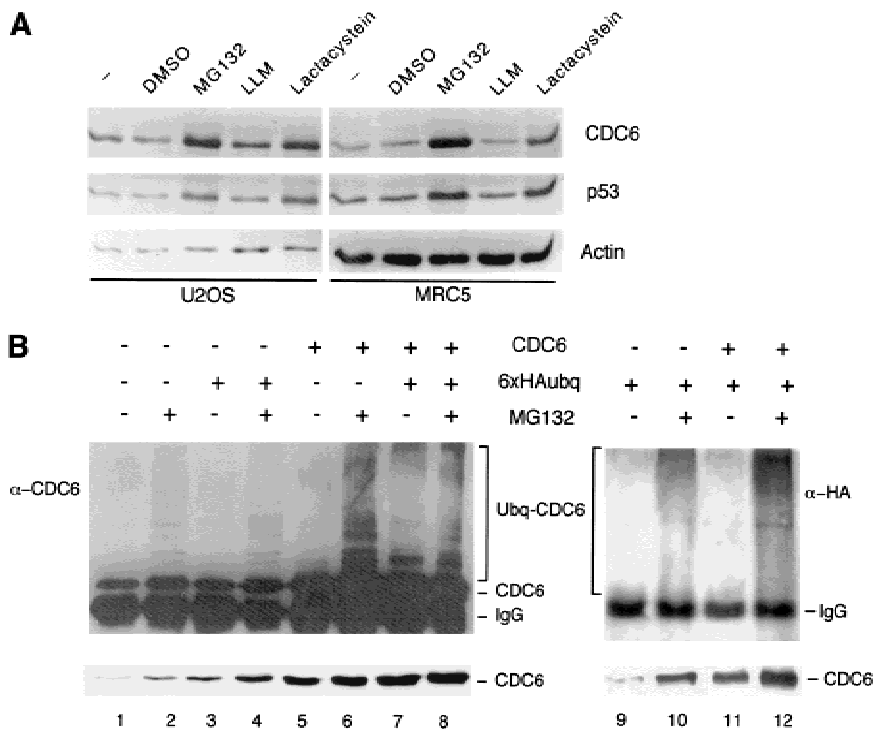 A
- DMSO MG132 LLM Lactacystein - DMSO MG132 LLM Lactacystein
CDC6
p53
Actin
U2OS MRC5
B
- - - - + + + + CDC6 - - + +
- - + + - - + + 6xHAubq + + + +
- + - + - + - + MG132 - + - +
α-CDC6 Ubq-CDC6 α-HA
- CDC6
- IgG -IgG
- CDC6 - CDC6
1 2 3 4 5 6 7 8 9 10 11 12